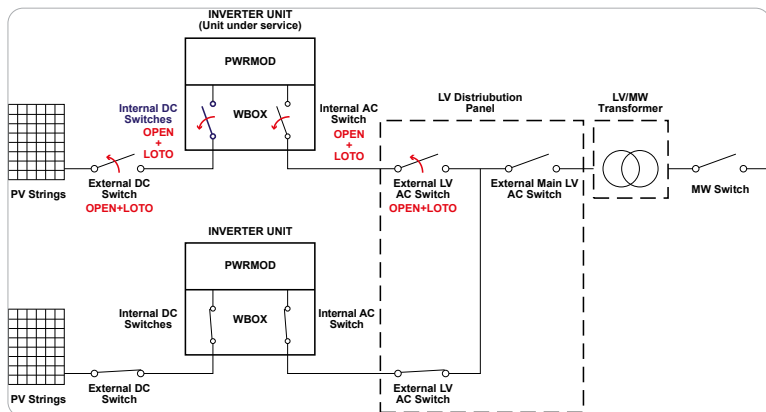 INVERTER UNIT
(Unit under service)
PWRMOD
Internal DC
Switches
OPEN
+
LOTO
WBOX
Internal AC
Switch
OPEN
+
LOTO
LV Distriubution
Panel
LV/MW
Transformer
PV Strings
External DC
Switch
OPEN+LOTO
External LV
AC Switch
OPEN+LOTO
External Main LV
AC Switch
MW Switch
INVERTER UNIT
PWRMOD
Internal DC
Switches
WBOX
Internal AC
Switch
PV Strings
External DC
Switch
External LV
AC Switch